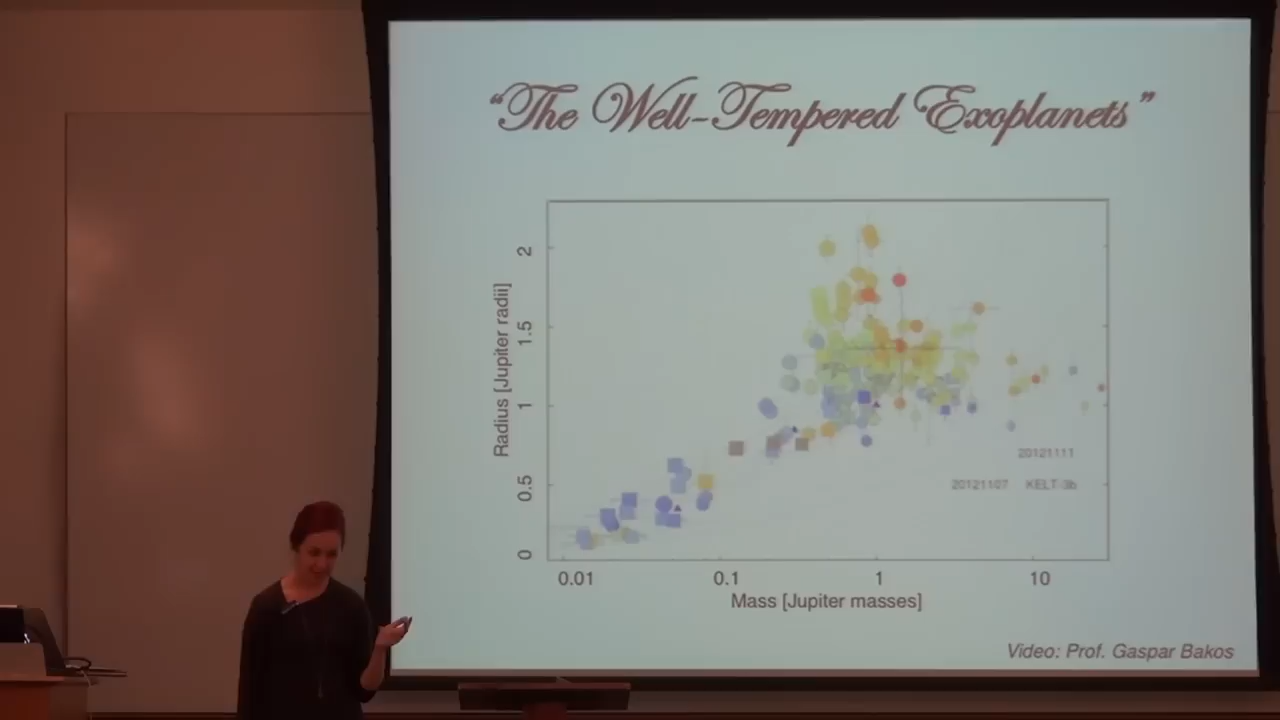 “The Well-Tempered Exoplanets”
Radius [Jupiter radii]
2
1.5
1
0.5
0
20121111
20121107 KELT-3b
0.01 0.1 1 10
Mass [Jupiter masses]
Video: Prof. Gaspar Bakos